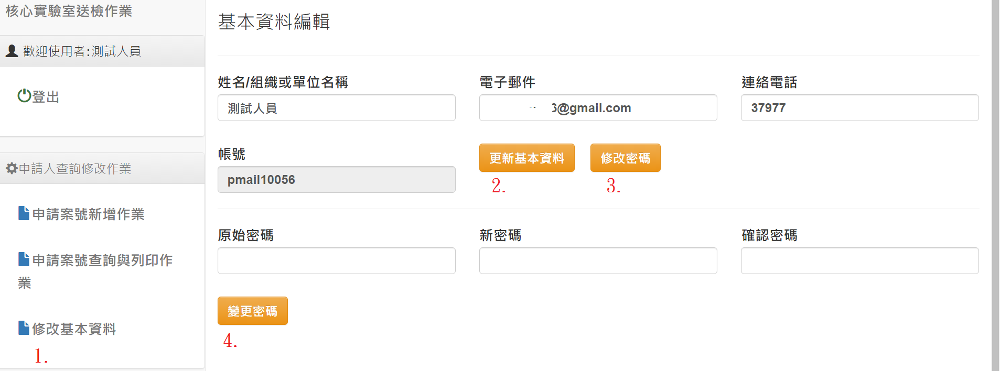 核心實驗室送檢作業
歡迎使用者:測試人員
登出
申請人查詢修改作業
申請案號新增作業
申請案號查詢與列印作
業
修改基本資料
1.
基本資料編輯
姓名/組織或單位名稱
電子郵件
連絡電話
測試人員
6@gmail.com
37977
帳號
更新基本資料
修改密碼
pmail10056
2.
3.
原始密碼
新密碼
確認密碼
變更密碼
4.